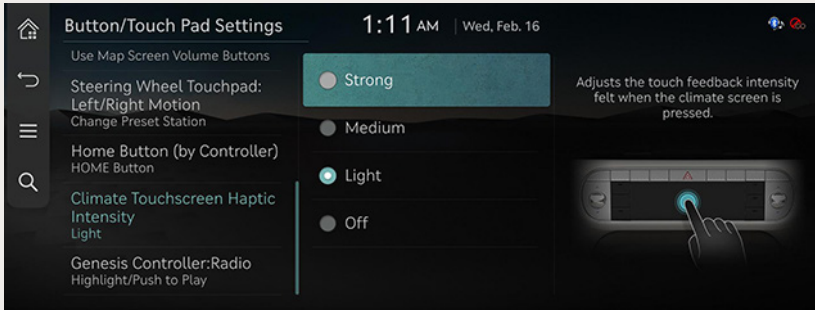 Button/Touch Pad Settings
1:11 AM
Wed, Feb. 16
Use Map Screen Volume Buttons
Steering Wheel Touchpad:
Left/Right Motion
Change Preset Station
Home Button (by Controller)
HOME Button
Climate Touchscreen Haptic
Intensity
Light
Genesis Controller:Radio
Highlight/Push to Play
Strong
Medium
Light
Off
Adjusts the touch feedback intensity
felt when the climate screen is
pressed.